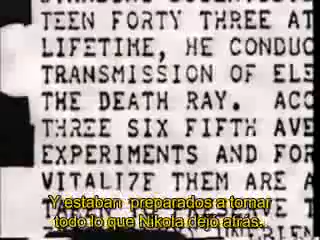 TEEN FORTY THREE AT
LIFETIME, HE CONDUC
TRANSMISSION OF ELE
THE DEATH RAY. ACC
THREE SIX FIFTH AVE
EXPERIMENTS AND FOR
VITALIZE THEM ARE A
Y estaban preparados a tomar
todo lo que Nikola dejó atrás.